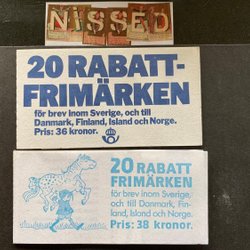 NISSED
20 RABATT-
FRIMÄRKEN
för brev inom Sverige, och till
Danmark, Finland, Island och Norge.
Pris: 36 kronor.
20 RABATT
FRIMÄRKEN
för brev inom Sverige,
och till Danmark, Fin-
land, Island och Norge.
Pris: 38 kronor.